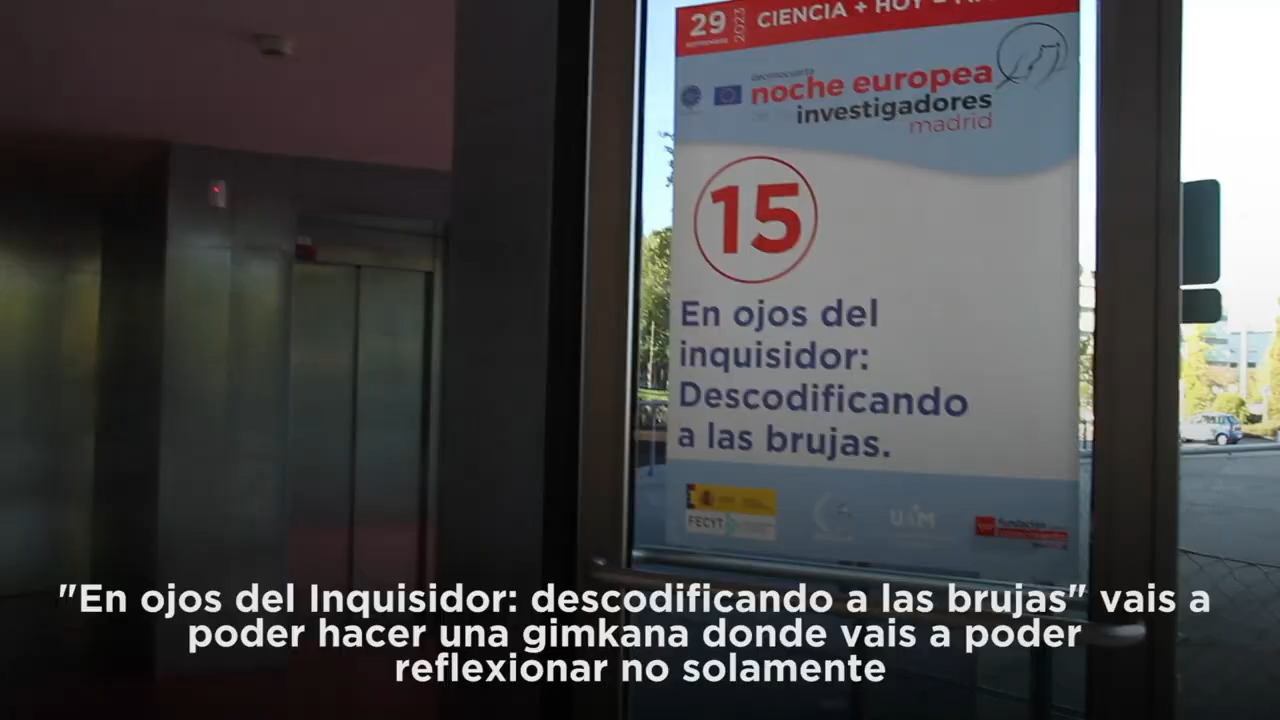 29
2023
CIENCIA + HOY =
noche europea
investigadores
madrid
15
En ojos del
inquisidor:
Descodificando
a las brujas.
FECYT
UAM
fundación
"En ojos del Inquisidor: descodificando a las brujas" vais a
poder hacer una gimkana donde vais a poder
reflexionar no solamente